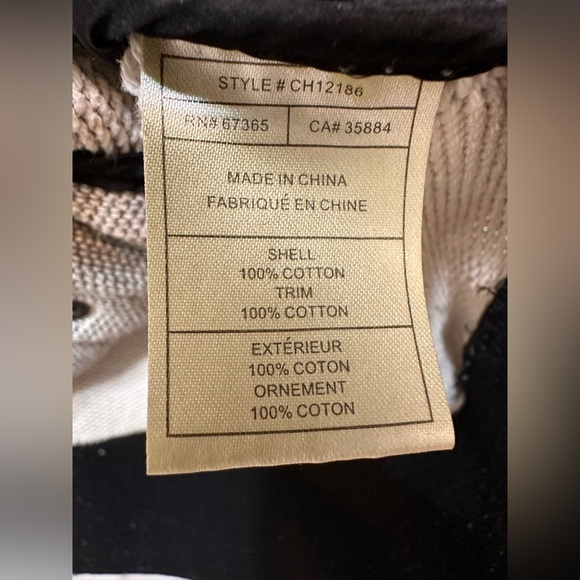 STYLE # CH12186
RN# 67365
CA# 35884
MADE IN CHINA
FABRIQUÉ EN CHINE
SHELL
100% COTTON
TRIM
100% COTTON
EXTÉRIEUR
100% COTON
ORNEMENT
100% COTON